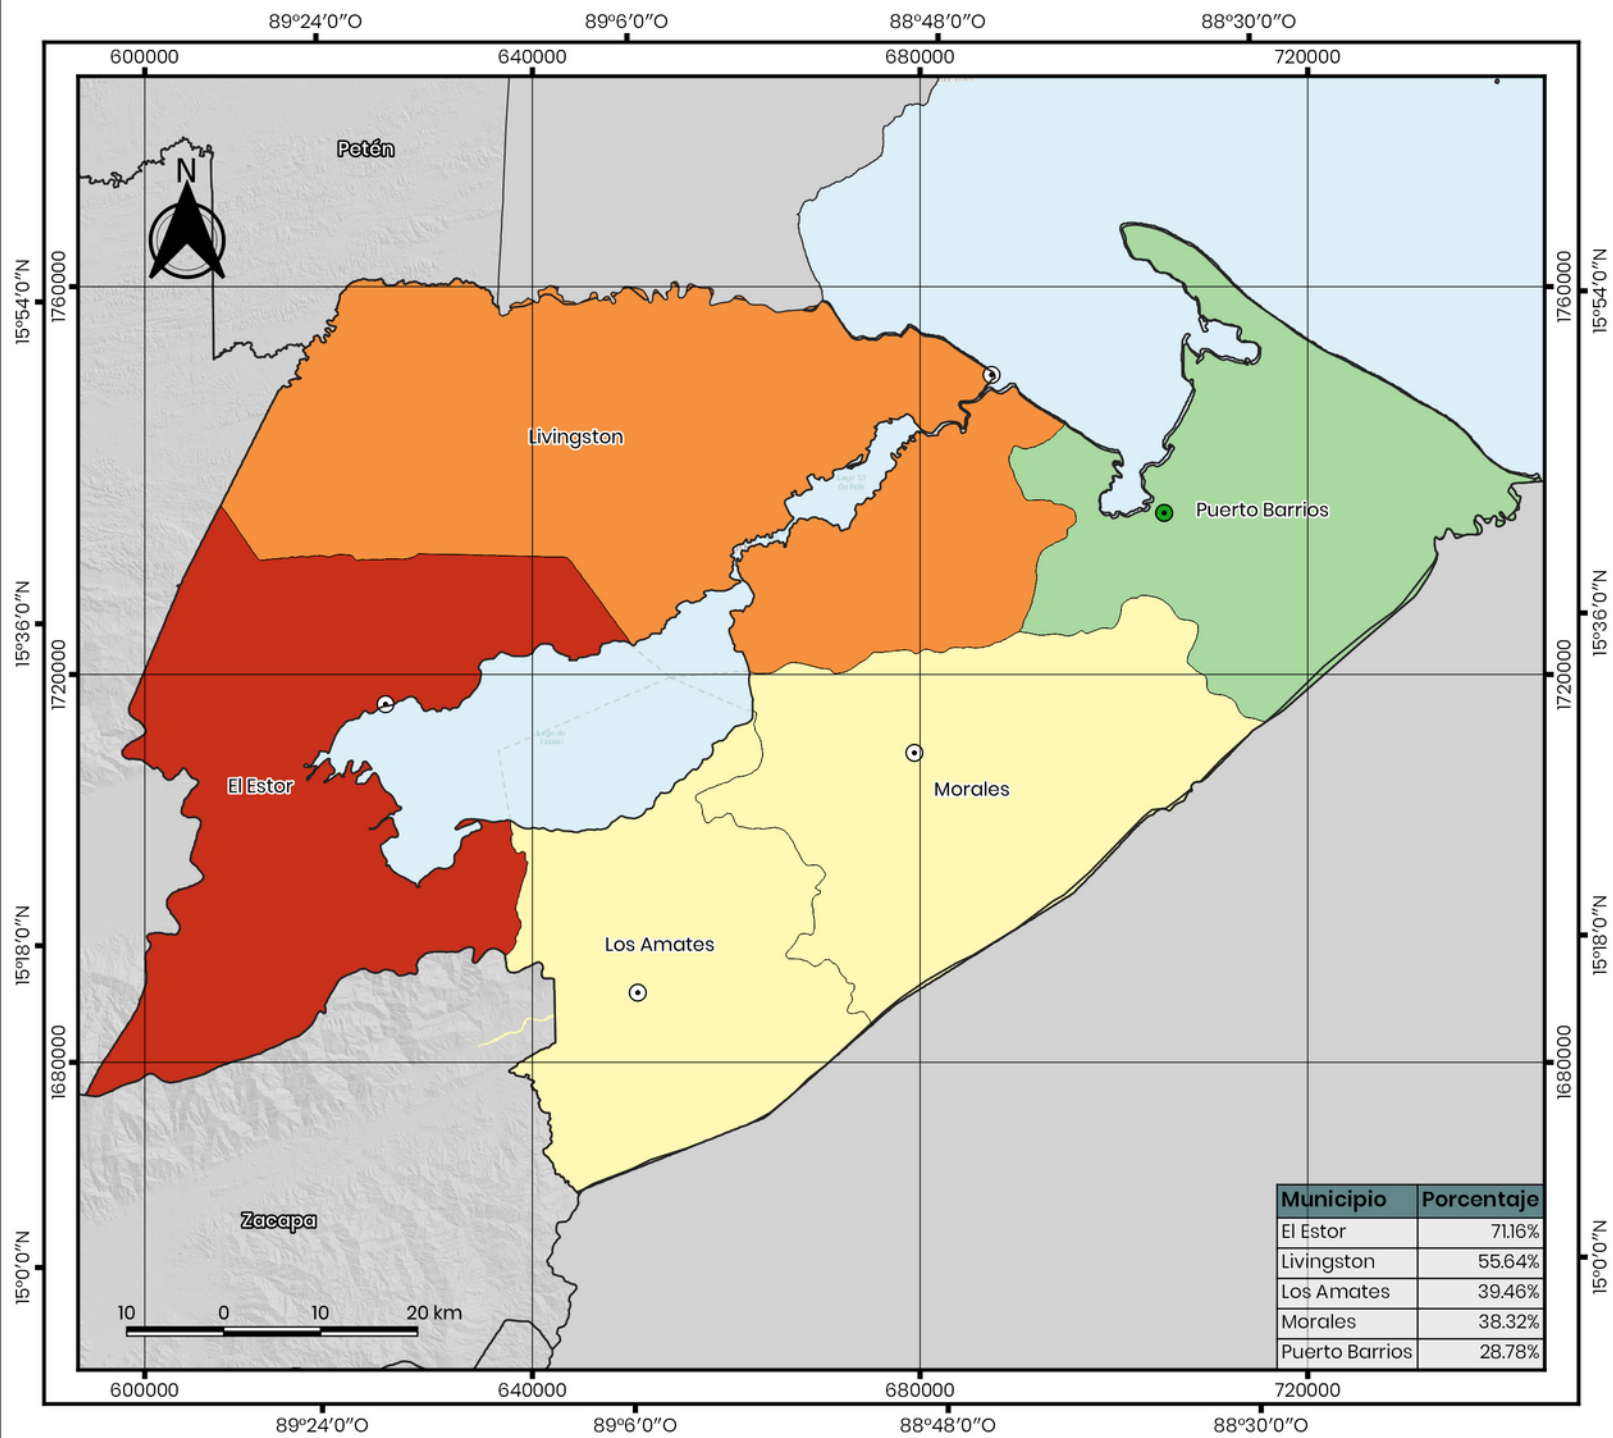 89°24'0"O 89°6'0"O 88°48'0"O 88°30'0"O
600000 640000 680000 720000
Petén
N
15°54'0"N 1760000 1760000 15°54'0"N
Livingston
Puerto Barrios
15°36'0"N 1720000 1720000 15°36'0"N
El Estor
Morales
Los Amates
15°18'0"N 1680000 1680000 15°18'0"N
Zacapa
15°0'0"N 15°0'0"N
10 0 10 20 km
Municipio Porcentaje
El Estor 71.16%
Livingston 55.64%
Los Amates 39.46%
Morales 38.32%
Puerto Barrios 28.78%
600000 640000 680000 720000
89°24'0"O 89°6'0"O 88°48'0"O 88°30'0"O